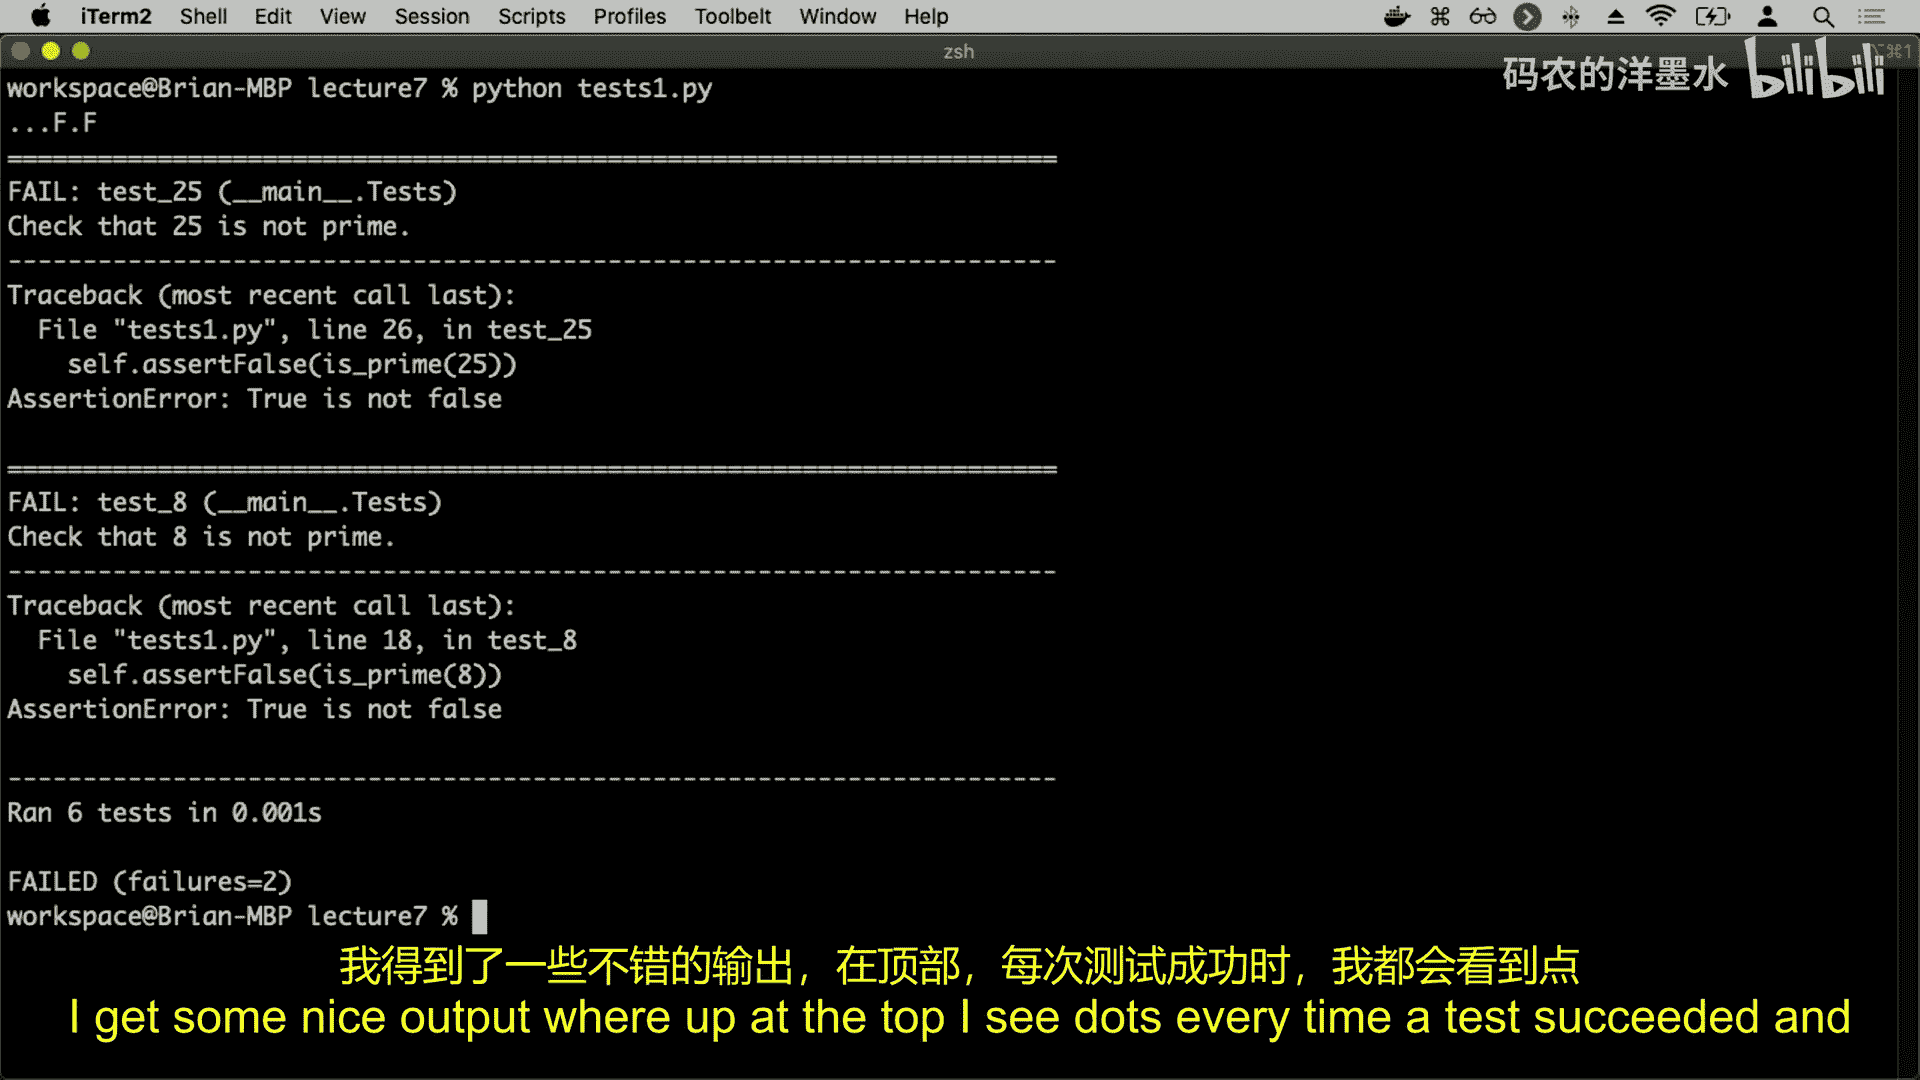 iTerm2 Shell Edit View Session Scripts Profiles Toolbelt Window Help
zsh
⌘1
码农的洋墨水 bilibili
workspace@Brian-MBP lecture7 % python tests1.py
...F.F
======================================================================
FAIL: test_25 (__main__.Tests)
Check that 25 is not prime.
----------------------------------------------------------------------
Traceback (most recent call last):
  File "tests1.py", line 26, in test_25
    self.assertFalse(is_prime(25))
AssertionError: True is not false
======================================================================
FAIL: test_8 (__main__.Tests)
Check that 8 is not prime.
----------------------------------------------------------------------
Traceback (most recent call last):
  File "tests1.py", line 18, in test_8
    self.assertFalse(is_prime(8))
AssertionError: True is not false
----------------------------------------------------------------------
Ran 6 tests in 0.001s
FAILED (failures=2)
workspace@Brian-MBP lecture7 %
我得到了一些不错的输出，在顶部，每次测试成功时，我都会看到点
I get some nice output where up at the top I see dots every time a test succeeded and